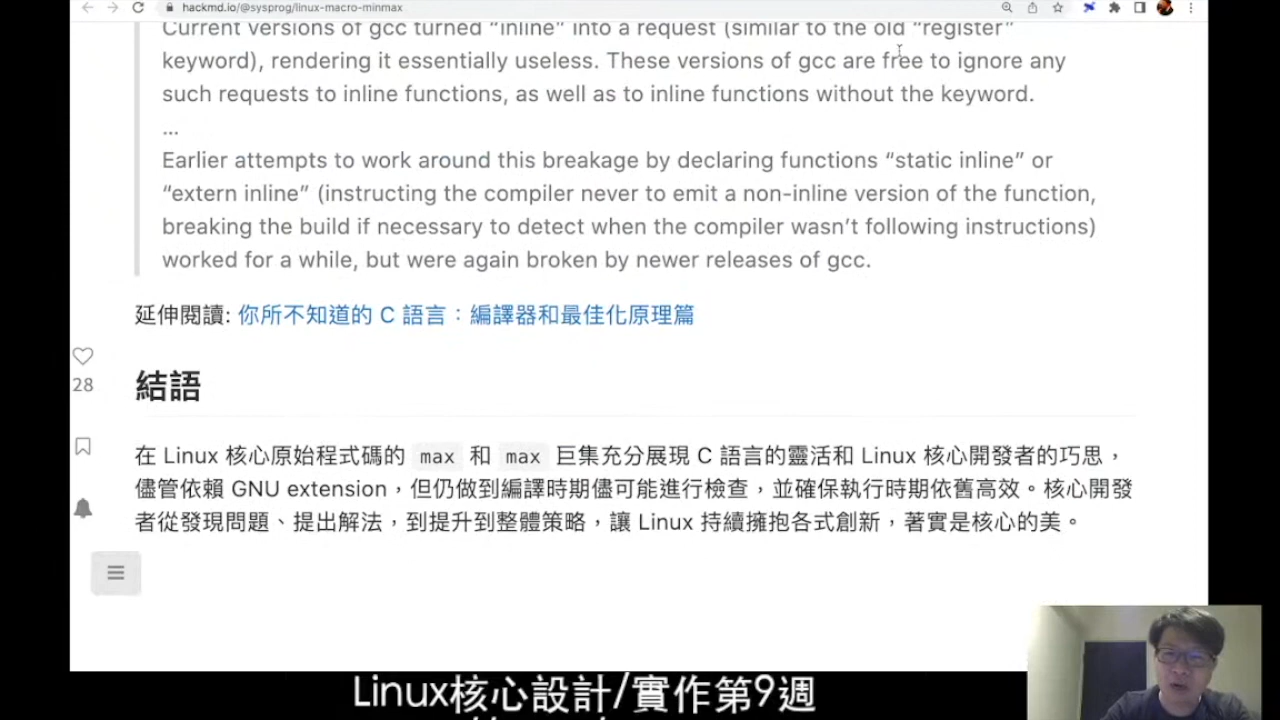 hackmd.io/@sysprog/linux-macro-minmax
Current versions of gcc turned “inline” into a request (similar to the old “register”
keyword), rendering it essentially useless. These versions of gcc are free to ignore any
such requests to inline functions, as well as to inline functions without the keyword.
…
Earlier attempts to work around this breakage by declaring functions “static inline” or
“extern inline” (instructing the compiler never to emit a non-inline version of the function,
breaking the build if necessary to detect when the compiler wasn’t following instructions)
worked for a while, but were again broken by newer releases of gcc.
延伸閱讀: 你所不知道的 C 語言：編譯器和最佳化原理篇
28
結語
在 Linux 核心原始程式碼的 max 和 max 巨集充分展現 C 語言的靈活和 Linux 核心開發者的巧思，
儘管依賴 GNU extension，但仍做到編譯時期儘可能進行檢查，並確保執行時期依舊高效。核心開發
者從發現問題、提出解法，到提升到整體策略，讓 Linux 持續擁抱各式創新，著實是核心的美。
Linux核心設計/實作第9週